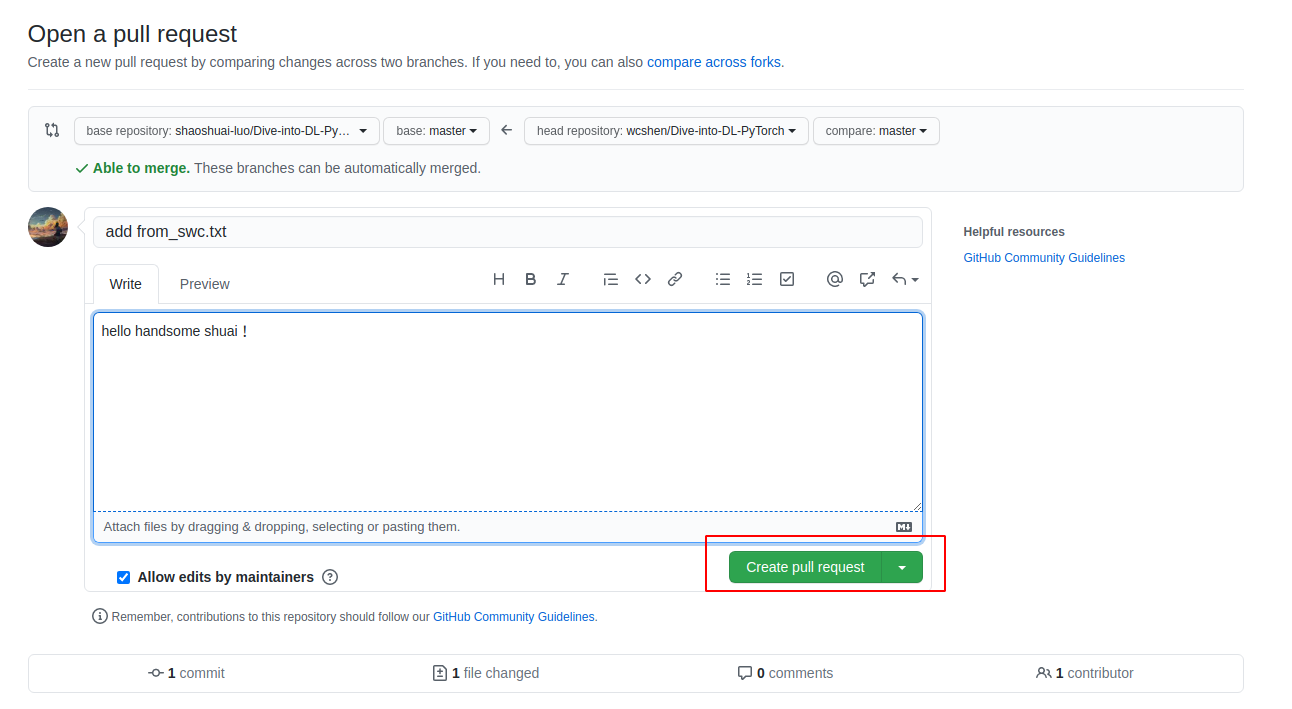 Open a pull request
Create a new pull request by comparing changes across two branches. If you need to, you can also compare across forks.
base repository: shaoshuai-luo/Dive-into-DL-Py… base: master head repository: wcshen/Dive-into-DL-PyTorch compare: master
Able to merge. These branches can be automatically merged.
add from_swc.txt
Helpful resources
GitHub Community Guidelines
Write Preview
hello handsome shuai！
Attach files by dragging & dropping, selecting or pasting them.
Create pull request
Allow edits by maintainers
Remember, contributions to this repository should follow our GitHub Community Guidelines.
1 commit 1 file changed 0 comments 1 contributor